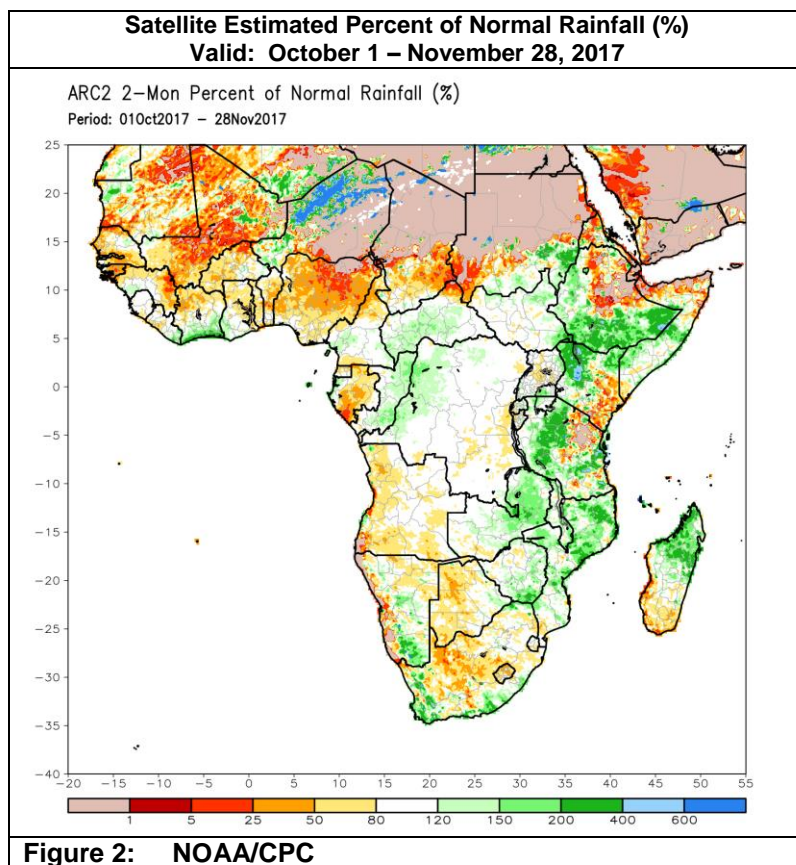 Satellite Estimated Percent of Normal Rainfall (%)
Valid: October 1 – November 28, 2017
ARC2 2-Mon Percent of Normal Rainfall (%)
Period: 01Oct2017 – 28Nov2017
25
20
15
10
5
0
-5
-10
-15
-20
-25
-30
-35
-40
-20 -15 -10 -5 0 5 10 15 20 25 30 35 40 45 50 55
1 5 25 50 80 120 150 200 400 600
Figure 2: NOAA/CPC